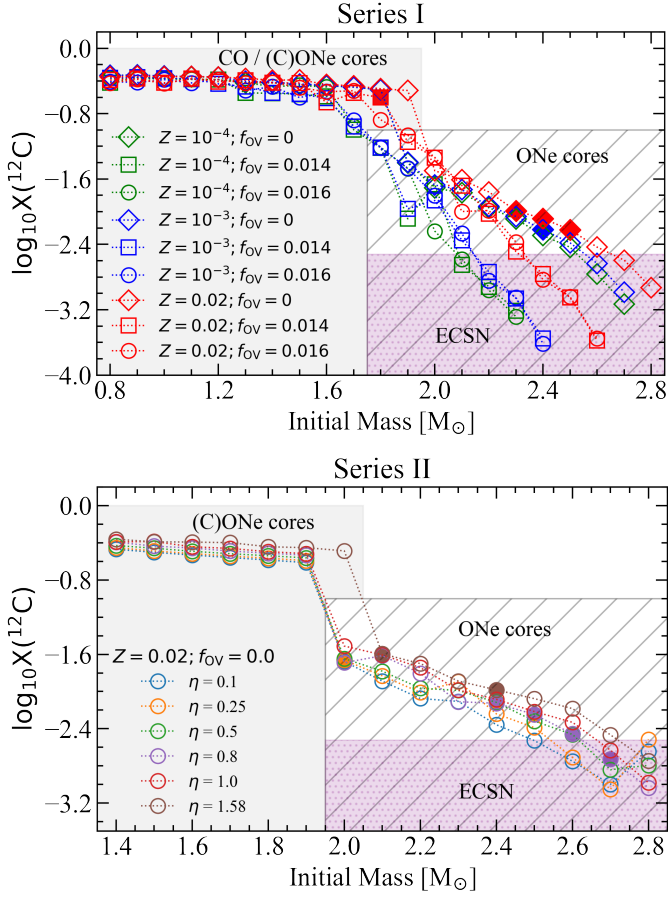 Series I
0.0
−0.8
−1.6
−2.4
−3.2
−4.0
log₁₀X(¹²C)
CO / (C)ONe cores
ONe cores
ECSN
Z = 10⁻⁴; f_OV = 0
Z = 10⁻⁴; f_OV = 0.014
Z = 10⁻⁴; f_OV = 0.016
Z = 10⁻³; f_OV = 0
Z = 10⁻³; f_OV = 0.014
Z = 10⁻³; f_OV = 0.016
Z = 0.02; f_OV = 0
Z = 0.02; f_OV = 0.014
Z = 0.02; f_OV = 0.016
0.8 1.2 1.6 2.0 2.4 2.8
Initial Mass [M⊙]
Series II
0.0
−0.8
−1.6
−2.4
−3.2
log₁₀X(¹²C)
(C)ONe cores
ONe cores
ECSN
Z = 0.02; f_OV = 0.0
η = 0.1
η = 0.25
η = 0.5
η = 0.8
η = 1.0
η = 1.58
1.4 1.6 1.8 2.0 2.2 2.4 2.6 2.8
Initial Mass [M⊙]